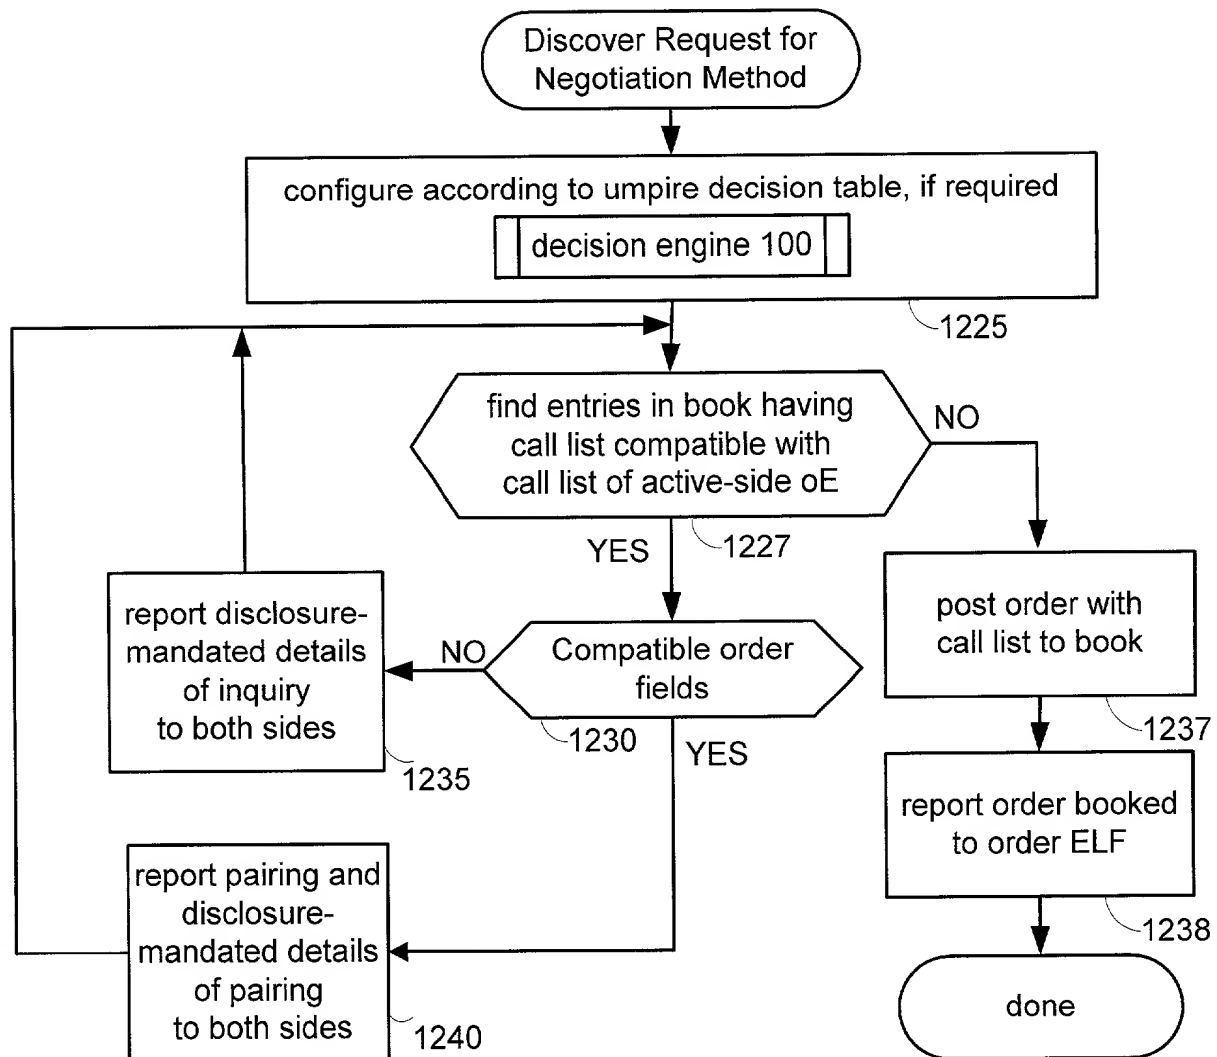 Discover Request for
Negotiation Method
configure according to umpire decision table, if required
decision engine 100
1225
find entries in book having
call list compatible with
call list of active-side oE
NO
1227
YES
report disclosure-
mandated details
of inquiry
to both sides
1235
NO
Compatible order
fields
1230
YES
post order with
call list to book
1237
report order booked
to order ELF
1238
report pairing and
disclosure-
mandated details
of pairing
to both sides
1240
done